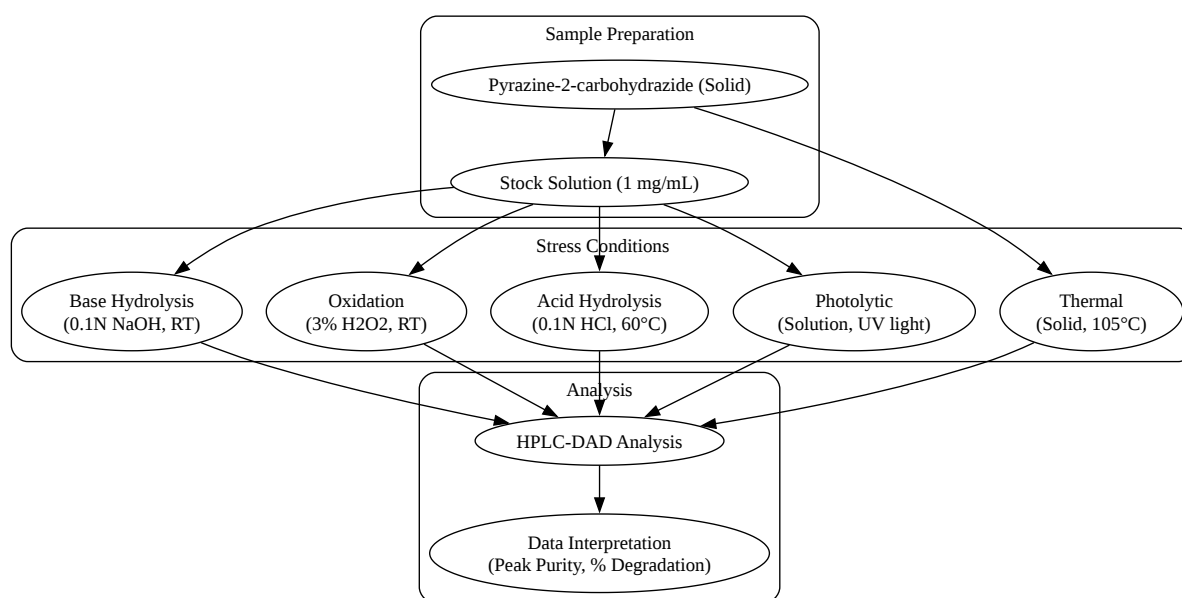 Sample Preparation
Pyrazine-2-carbohydrazide (Solid)
Stock Solution (1 mg/mL)
Stress Conditions
Base Hydrolysis
(0.1N NaOH, RT)
Oxidation
(3% H2O2, RT)
Acid Hydrolysis
(0.1N HCl, 60°C)
Photolytic
(Solution, UV light)
Thermal
(Solid, 105°C)
Analysis
HPLC-DAD Analysis
Data Interpretation
(Peak Purity, % Degradation)